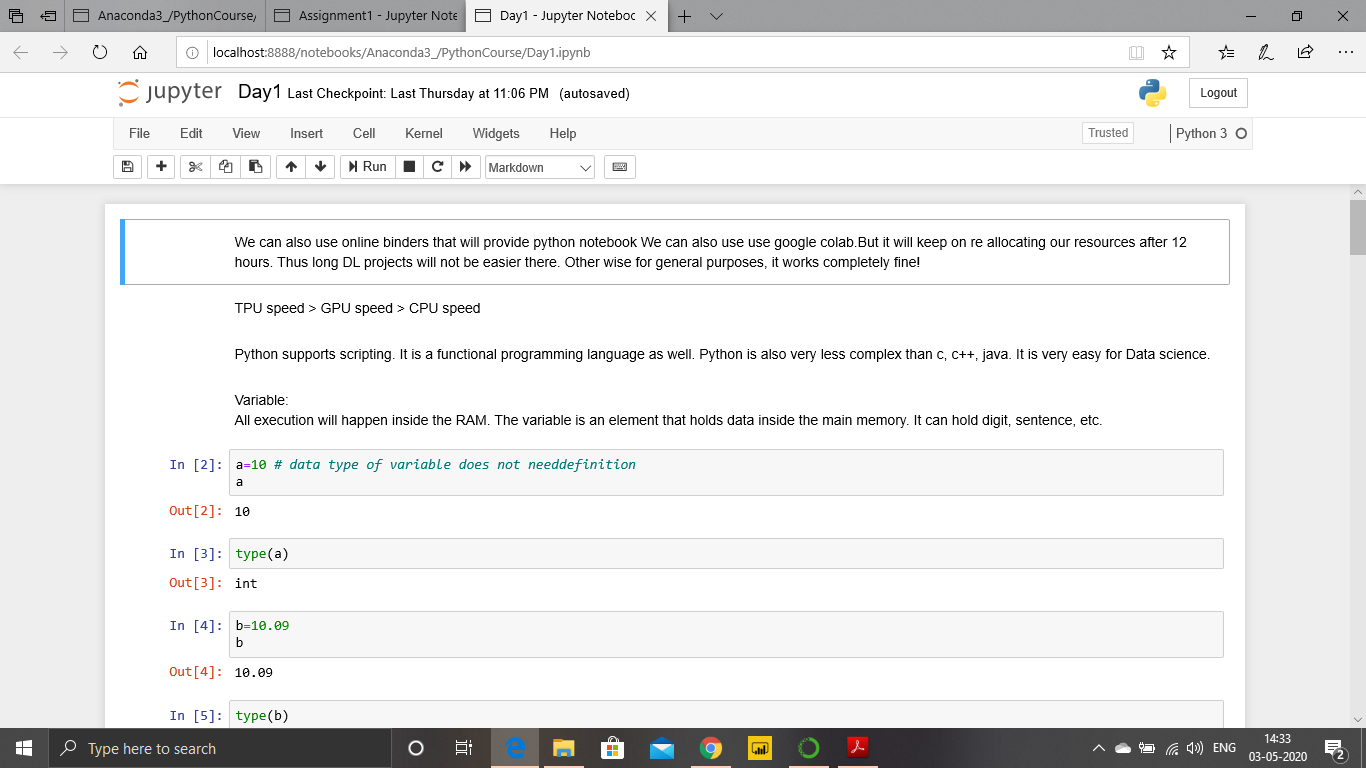 Anaconda3_/PythonCourse/ Assignment1 - Jupyter Note Day1 - Jupyter Noteboc
localhost:8888/notebooks/Anaconda3_/PythonCourse/Day1.ipynb
jupyter Day1 Last Checkpoint: Last Thursday at 11:06 PM (autosaved) Logout
File Edit View Insert Cell Kernel Widgets Help Trusted Python 3
Run Markdown
We can also use online binders that will provide python notebook We can also use use google colab.But it will keep on re allocating our resources after 12
hours. Thus long DL projects will not be easier there. Other wise for general purposes, it works completely fine!
TPU speed > GPU speed > CPU speed
Python supports scripting. It is a functional programming language as well. Python is also very less complex than c, c++, java. It is very easy for Data science.
Variable:
All execution will happen inside the RAM. The variable is an element that holds data inside the main memory. It can hold digit, sentence, etc.
In [2]: a=10 # data type of variable does not needdefinition
a
Out[2]: 10
In [3]: type(a)
Out[3]: int
In [4]: b=10.09
b
Out[4]: 10.09
In [5]: type(b)
Type here to search ENG 14:33
03-05-2020 2